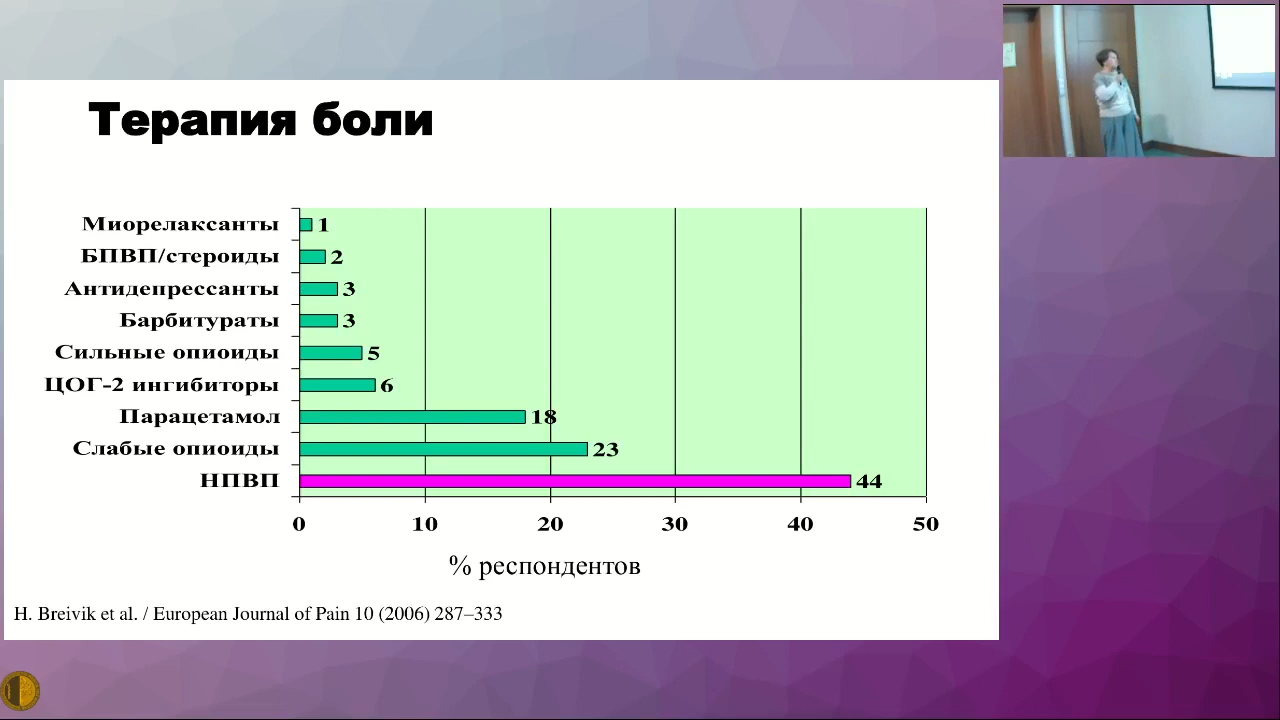 Терапия боли
Миорелаксанты 1
БПВП/стероиды 2
Антидепрессанты 3
Барбитураты 3
Сильные опиоиды 5
ЦОГ-2 ингибиторы 6
Парацетамол 18
Слабые опиоиды 23
НПВП 44
0 10 20 30 40 50
% респондентов
H. Breivik et al. / European Journal of Pain 10 (2006) 287–333